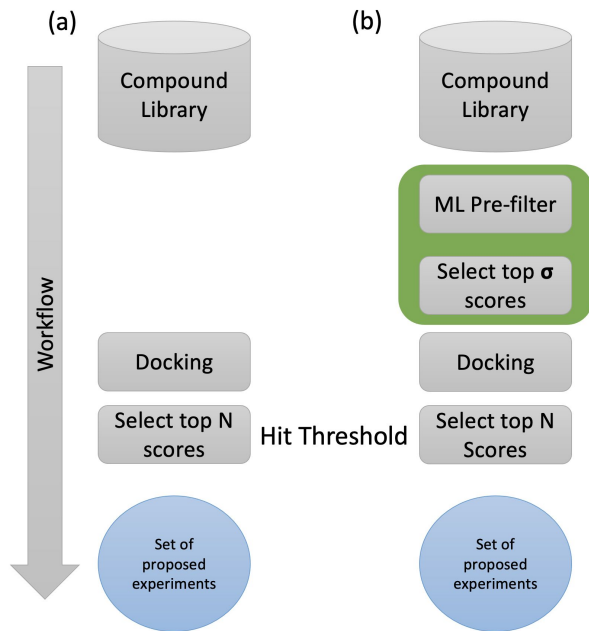 (a)
Compound
Library
Workflow
Docking
Select top N
scores
Hit Threshold
Set of
proposed
experiments
(b)
Compound
Library
ML Pre-filter
Select top σ
scores
Docking
Select top N
Scores
Set of
proposed
experiments